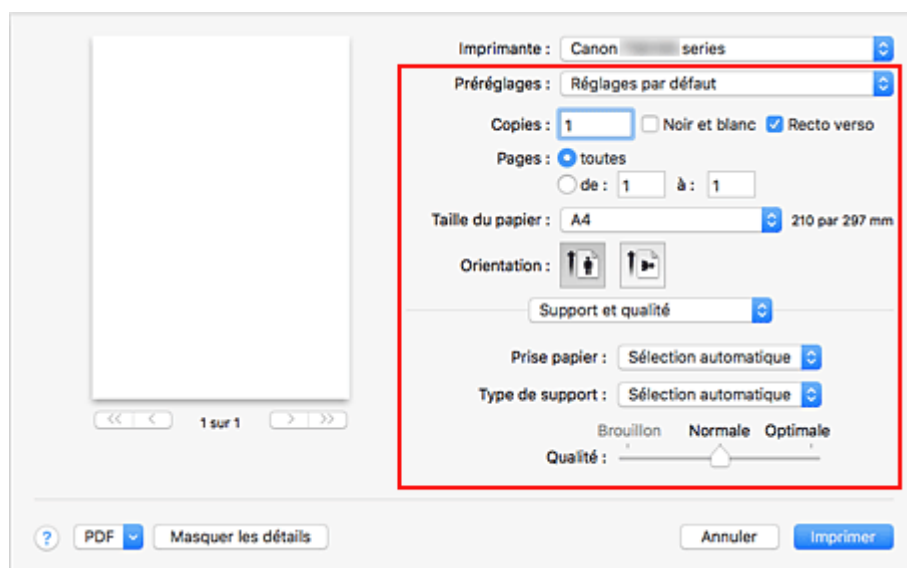 Imprimante : Canon series
Préréglages : Réglages par défaut
Copies : 1 Noir et blanc Recto verso
Pages : toutes
de : 1 à : 1
Taille du papier : A4 210 par 297 mm
Orientation :
Support et qualité
Prise papier : Sélection automatique
Type de support : Sélection automatique
Brouillon Normale Optimale
Qualité :
<< < 1 sur 1 > >>
? PDF Masquer les détails Annuler Imprimer